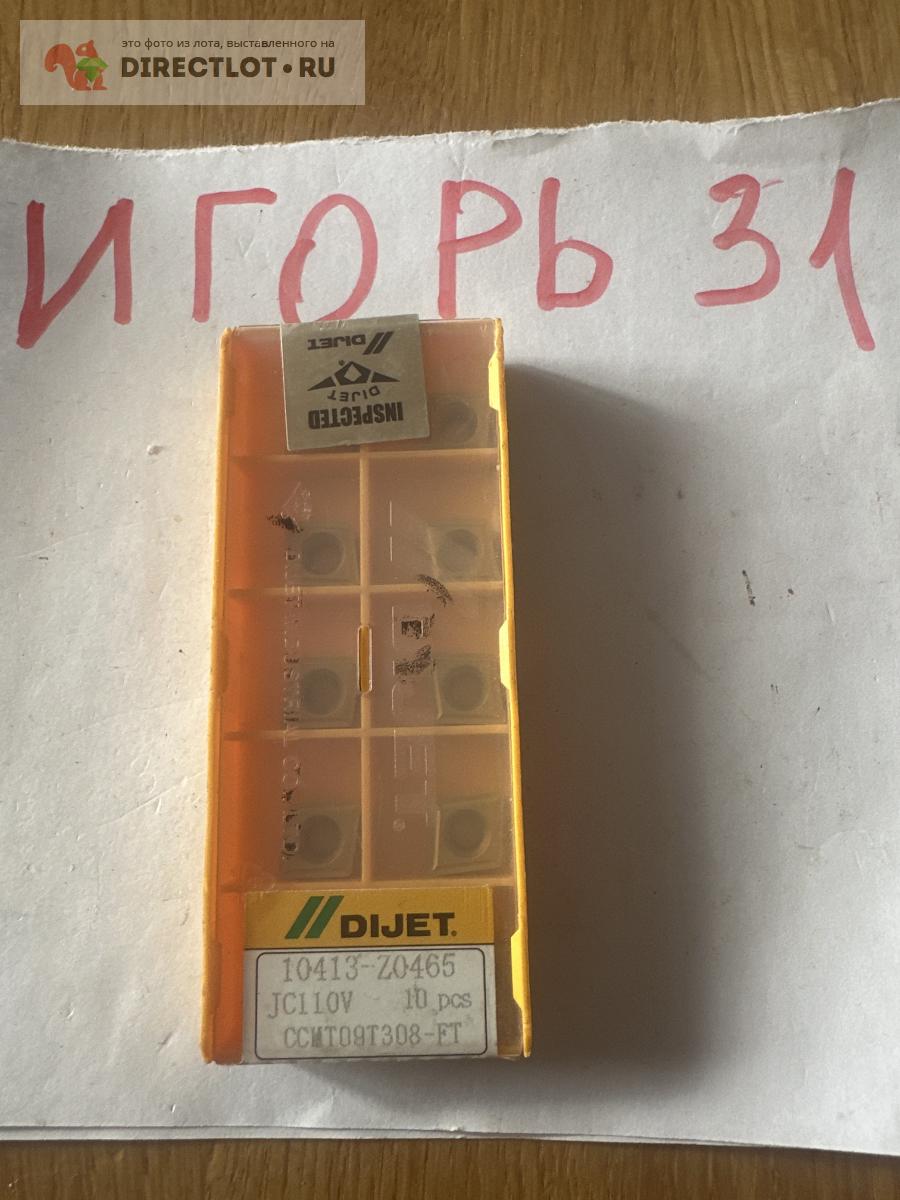 это фото из лота, выставленного на
DIRECTLOT.RU
ИГОРЬ 31
DIJET
DIJET
INSPECTED
DIJET.
10413-Z0465
JC110V 10 pcs
CCMT09T308-FT